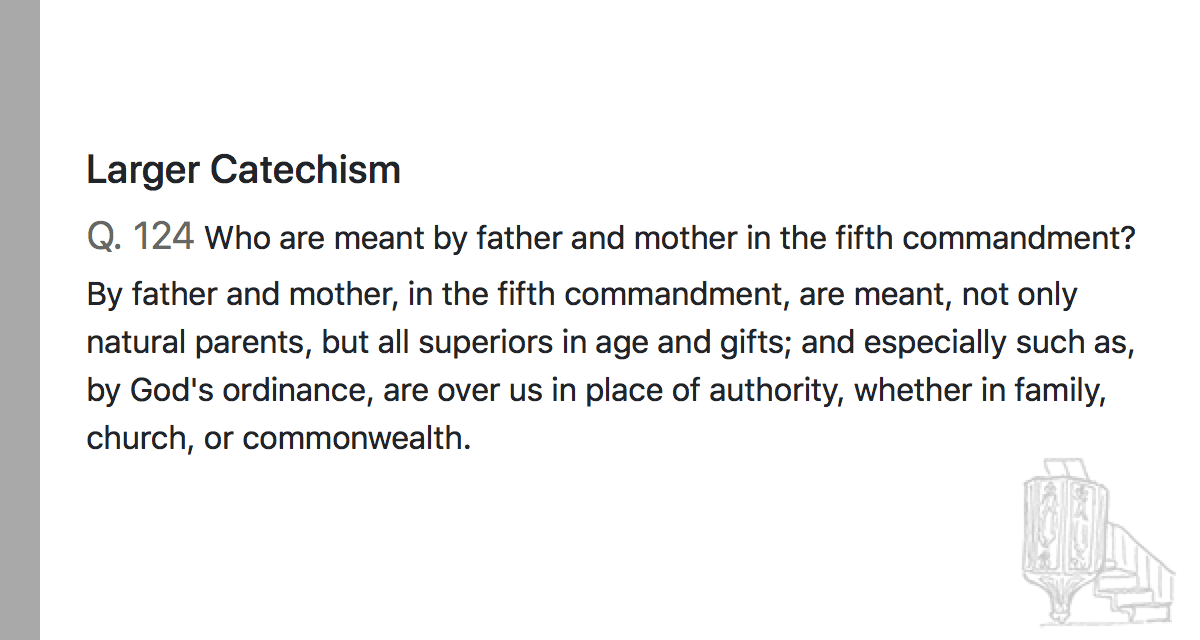 Larger Catechism
Q. 124 Who are meant by father and mother in the fifth commandment?
By father and mother, in the fifth commandment, are meant, not only
natural parents, but all superiors in age and gifts; and especially such as,
by God's ordinance, are over us in place of authority, whether in family,
church, or commonwealth.